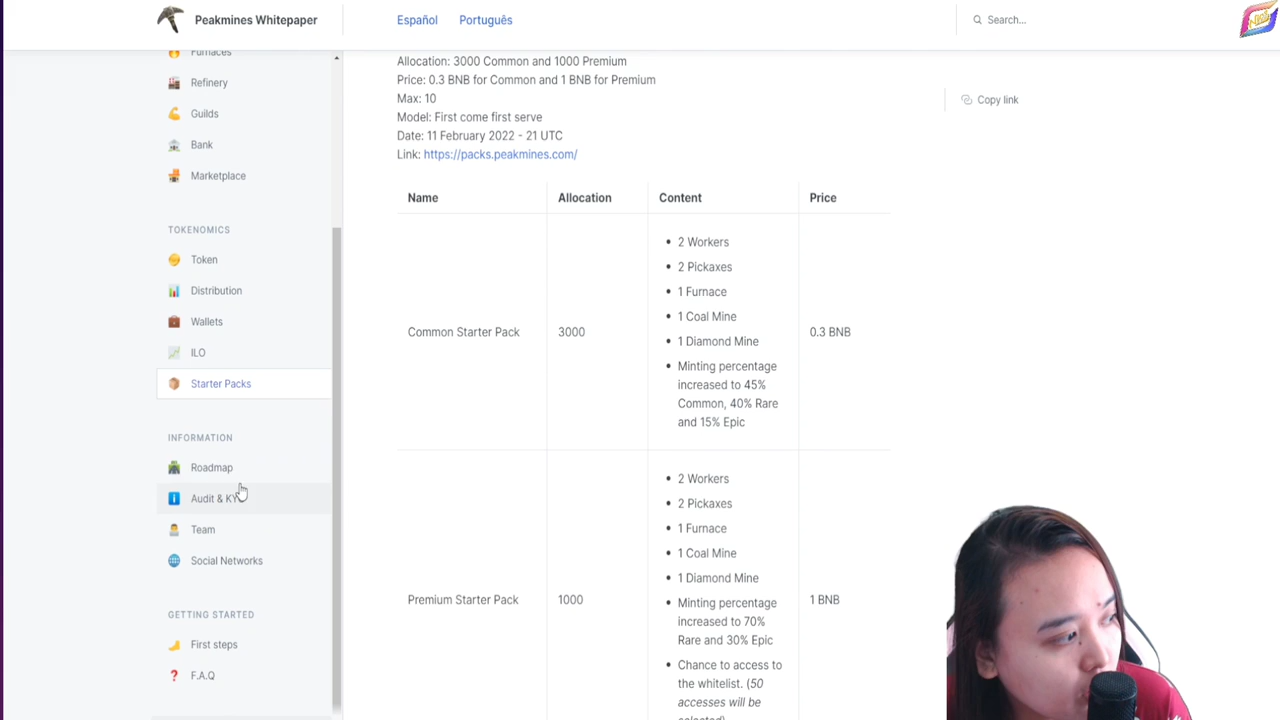 Peakmines Whitepaper
Español
Português
Search...
Furnaces
Refinery
Guilds
Bank
Marketplace
TOKENOMICS
Token
Distribution
Wallets
ILO
Starter Packs
INFORMATION
Roadmap
Audit & KY
Team
Social Networks
GETTING STARTED
First steps
F.A.Q
Allocation: 3000 Common and 1000 Premium
Price: 0.3 BNB for Common and 1 BNB for Premium
Max: 10
Model: First come first serve
Date: 11 February 2022 - 21 UTC
Link: https://packs.peakmines.com/
Name Allocation Content Price
Common Starter Pack
3000
• 2 Workers
• 2 Pickaxes
• 1 Furnace
• 1 Coal Mine
• 1 Diamond Mine
• Minting percentage
increased to 45%
Common, 40% Rare
and 15% Epic
0.3 BNB
Premium Starter Pack
1000
• 2 Workers
• 2 Pickaxes
• 1 Furnace
• 1 Coal Mine
• 1 Diamond Mine
• Minting percentage
increased to 70%
Rare and 30% Epic
• Chance to access to
the whitelist. (50
accesses will be
selected)
1 BNB
Copy link